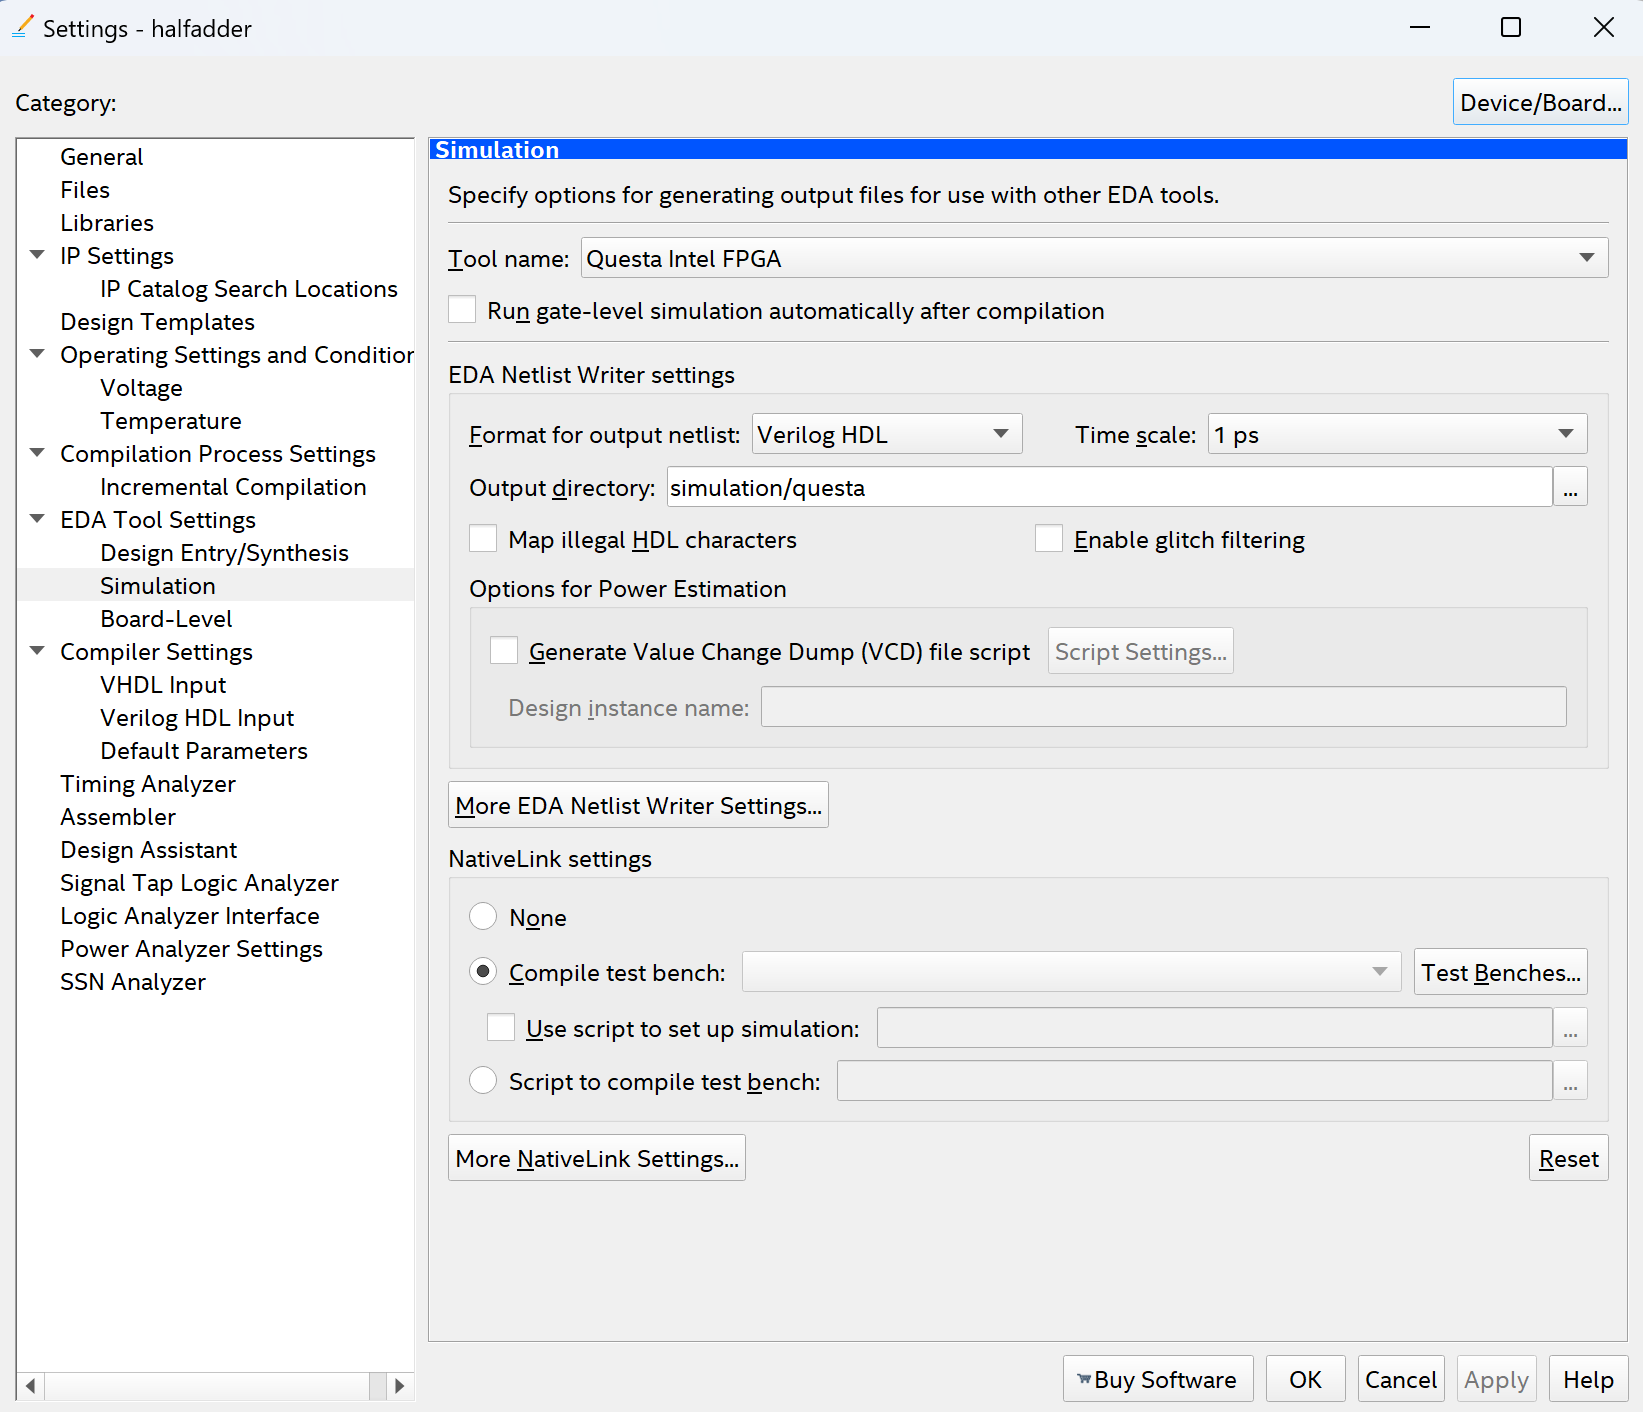 Settings - halfadder
Category:
Device/Board...
General
Files
Libraries
IP Settings
IP Catalog Search Locations
Design Templates
Operating Settings and Condition
Voltage
Temperature
Compilation Process Settings
Incremental Compilation
EDA Tool Settings
Design Entry/Synthesis
Simulation
Board-Level
Compiler Settings
VHDL Input
Verilog HDL Input
Default Parameters
Timing Analyzer
Assembler
Design Assistant
Signal Tap Logic Analyzer
Logic Analyzer Interface
Power Analyzer Settings
SSN Analyzer
Simulation
Specify options for generating output files for use with other EDA tools.
Tool name: Questa Intel FPGA
Run gate-level simulation automatically after compilation
EDA Netlist Writer settings
Format for output netlist: Verilog HDL Time scale: 1 ps
Output directory: simulation/questa ...
Map illegal HDL characters Enable glitch filtering
Options for Power Estimation
Generate Value Change Dump (VCD) file script Script Settings...
Design instance name:
More EDA Netlist Writer Settings...
NativeLink settings
None
Compile test bench: Test Benches...
Use script to set up simulation: ...
Script to compile test bench: ...
More NativeLink Settings... Reset
Buy Software OK Cancel Apply Help